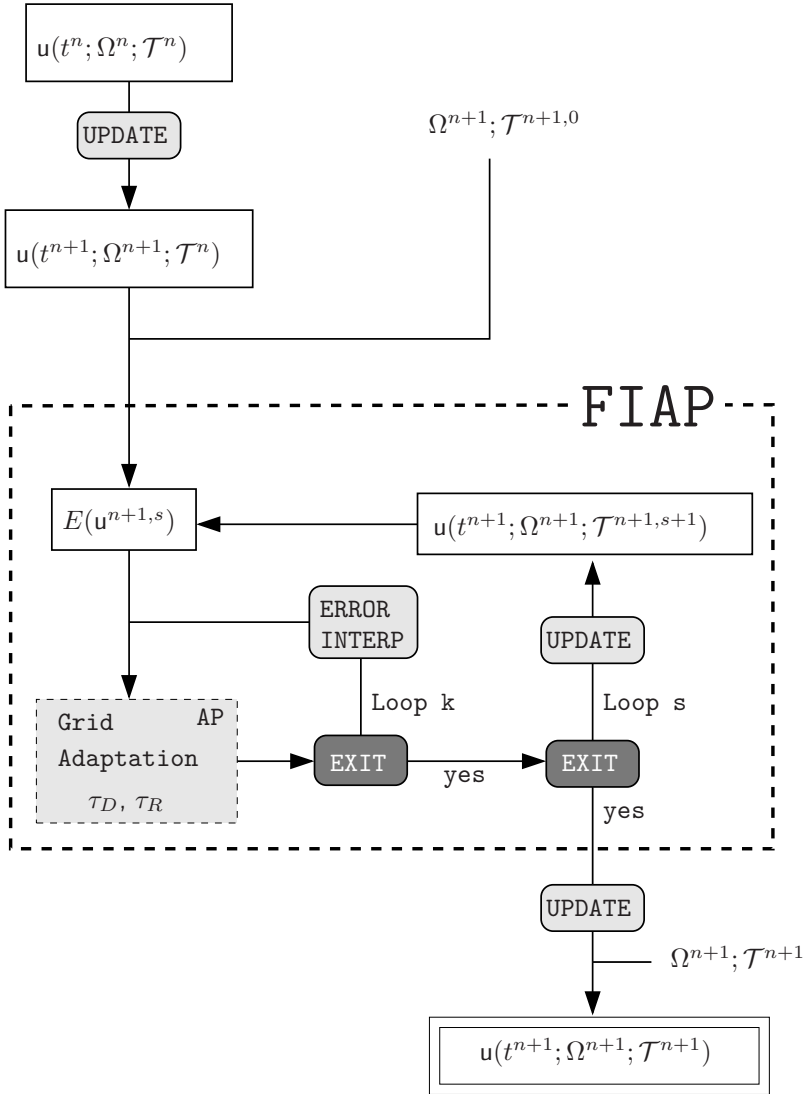 u(t^n; Ω^n; 𝒯^n)
UPDATE
Ω^{n+1}; 𝒯^{n+1,0}
u(t^{n+1}; Ω^{n+1}; 𝒯^n)
FIAP
E(u^{n+1,s})
u(t^{n+1}; Ω^{n+1}; 𝒯^{n+1,s+1})
ERROR
INTERP
UPDATE
Loop k
Loop s
Grid
AP
Adaptation
τ_D, τ_R
EXIT
yes
EXIT
yes
UPDATE
Ω^{n+1}; 𝒯^{n+1}
u(t^{n+1}; Ω^{n+1}; 𝒯^{n+1})